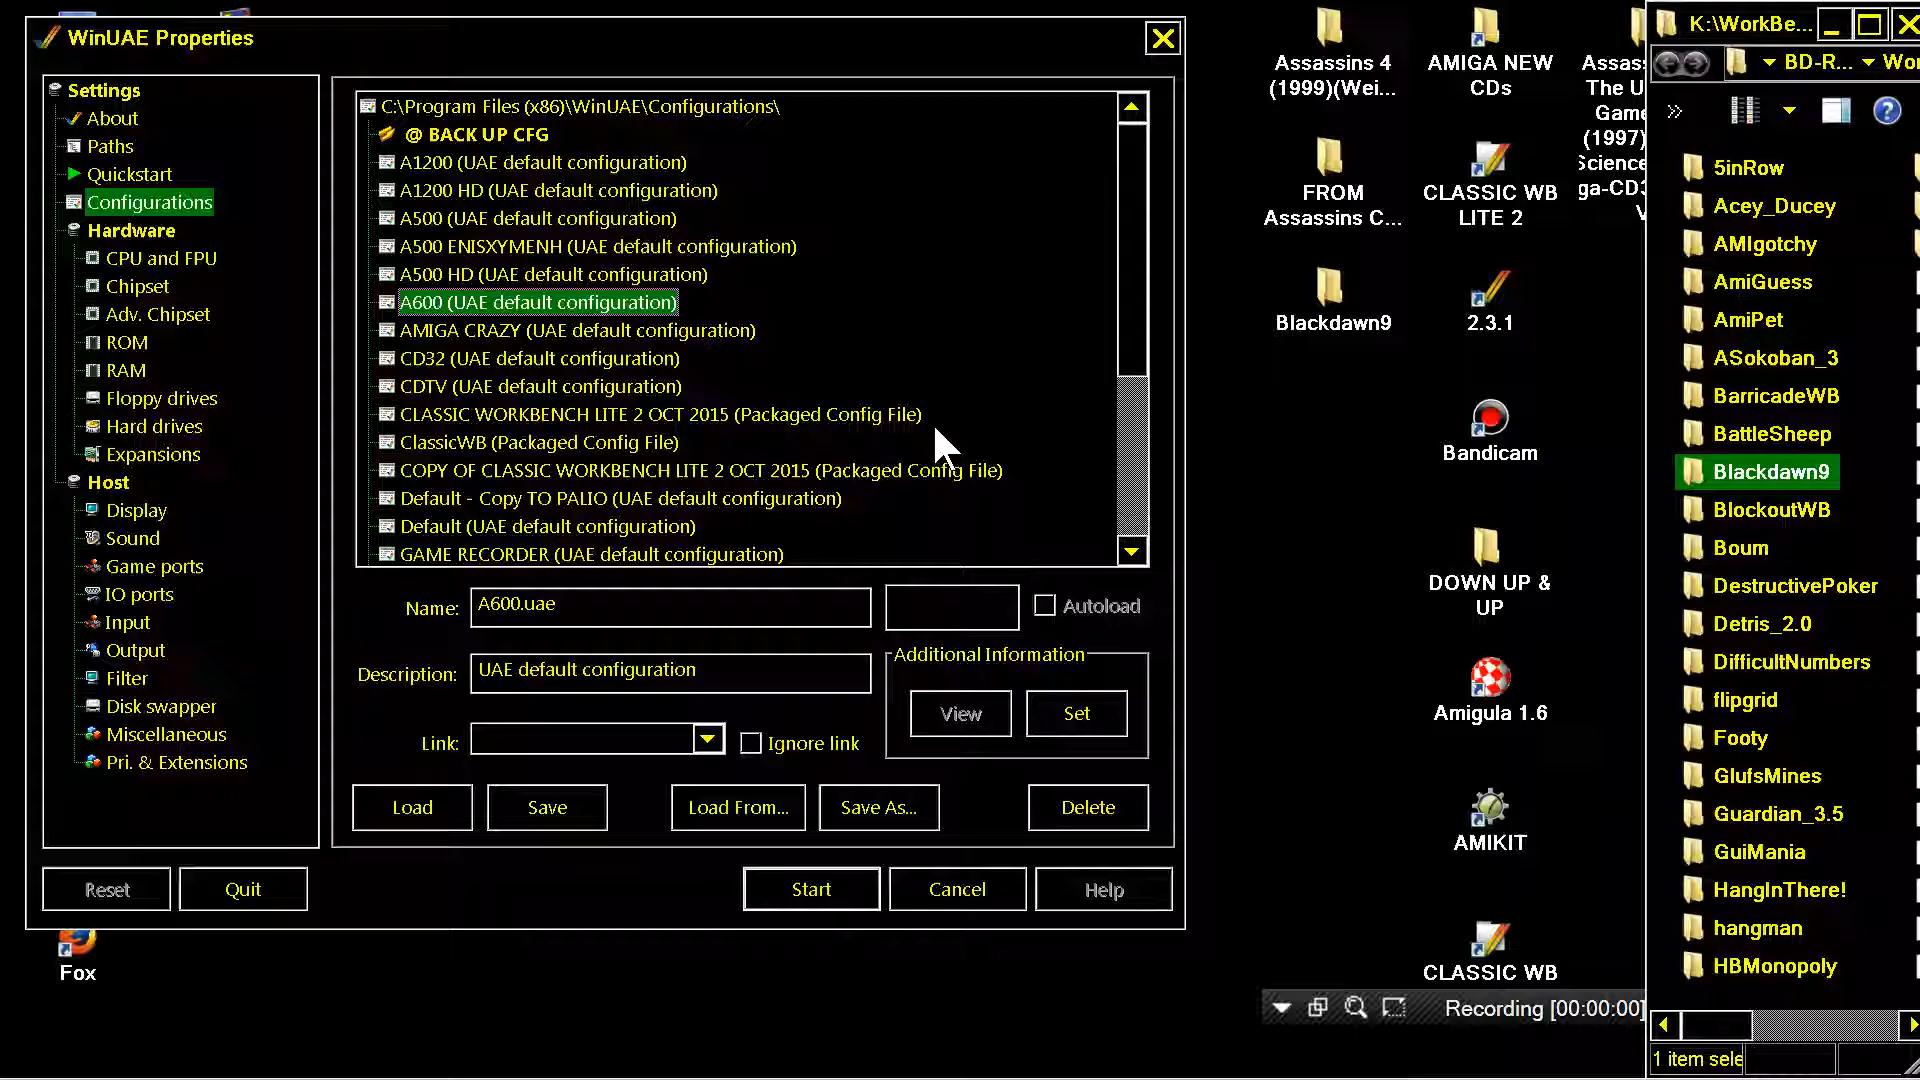 WinUAE Properties
Settings
About
Paths
Quickstart
Configurations
Hardware
CPU and FPU
Chipset
Adv. Chipset
ROM
RAM
Floppy drives
Hard drives
Expansions
Host
Display
Sound
Game ports
IO ports
Input
Output
Filter
Disk swapper
Miscellaneous
Pri. & Extensions
C:\Program Files (x86)\WinUAE\Configurations\
@ BACK UP CFG
A1200 (UAE default configuration)
A1200 HD (UAE default configuration)
A500 (UAE default configuration)
A500 ENISXYMENH (UAE default configuration)
A500 HD (UAE default configuration)
A600 (UAE default configuration)
AMIGA CRAZY (UAE default configuration)
CD32 (UAE default configuration)
CDTV (UAE default configuration)
CLASSIC WORKBENCH LITE 2 OCT 2015 (Packaged Config File)
ClassicWB (Packaged Config File)
COPY OF CLASSIC WORKBENCH LITE 2 OCT 2015 (Packaged Config File)
Default - Copy TO PALIO (UAE default configuration)
Default (UAE default configuration)
GAME RECORDER (UAE default configuration)
Name: A600.uae
Autoload
Description: UAE default configuration
Additional Information
View Set
Link:
Ignore link
Load Save Load From... Save As... Delete
Reset Quit Start Cancel Help
Fox
Assassins 4
(1999)(Wei...
FROM
Assassins C...
Blackdawn9
AMIGA NEW
CDs
CLASSIC WB
LITE 2
2.3.1
Bandicam
DOWN UP &
UP
Amigula 1.6
AMIKIT
CLASSIC WB
Assas
The U
Game
(1997)
Science
ga-CD3
V
Recording [00:00:00]
K:\WorkBe...
BD-R... Wor
5inRow
Acey_Ducey
AMIgotchy
AmiGuess
AmiPet
ASokoban_3
BarricadeWB
BattleSheep
Blackdawn9
BlockoutWB
Boum
DestructivePoker
Detris_2.0
DifficultNumbers
flipgrid
Footy
GlufsMines
Guardian_3.5
GuiMania
HangInThere!
hangman
HBMonopoly
1 item sele